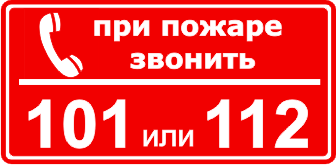 при пожаре
звонить
101 или 112